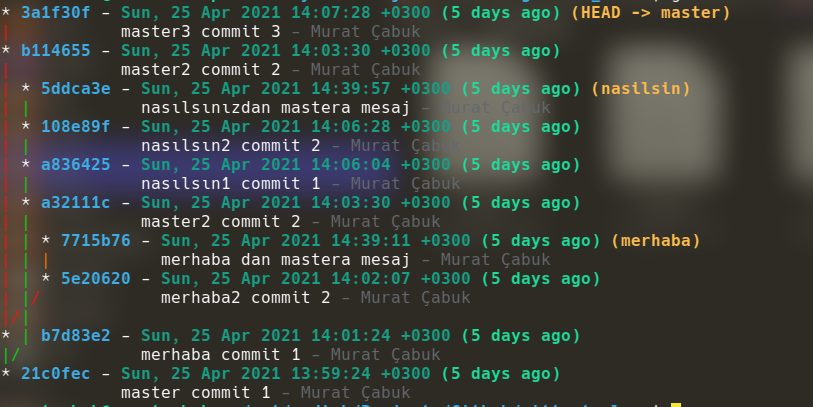 * 3a1f30f - Sun, 25 Apr 2021 14:07:28 +0300 (5 days ago) (HEAD -> master)
| master3 commit 3 - Murat Çabuk
* b114655 - Sun, 25 Apr 2021 14:03:30 +0300 (5 days ago)
| master2 commit 2 - Murat Çabuk
| * 5ddca3e - Sun, 25 Apr 2021 14:39:57 +0300 (5 days ago) (nasilsin)
| | nasılsınızdan mastera mesaj - Murat Çabuk
| * 108e89f - Sun, 25 Apr 2021 14:06:28 +0300 (5 days ago)
| | nasılsın2 commit 2 - Murat Çabuk
| * a836425 - Sun, 25 Apr 2021 14:06:04 +0300 (5 days ago)
| | nasılsın1 commit 1 - Murat Çabuk
| * a32111c - Sun, 25 Apr 2021 14:03:30 +0300 (5 days ago)
| | master2 commit 2 - Murat Çabuk
| | * 7715b76 - Sun, 25 Apr 2021 14:39:11 +0300 (5 days ago) (merhaba)
| | | merhaba dan mastera mesaj - Murat Çabuk
| | * 5e20620 - Sun, 25 Apr 2021 14:02:07 +0300 (5 days ago)
| |/ merhaba2 commit 2 - Murat Çabuk
|/|
* | b7d83e2 - Sun, 25 Apr 2021 14:01:24 +0300 (5 days ago)
|/ merhaba commit 1 - Murat Çabuk
* 21c0fec - Sun, 25 Apr 2021 13:59:24 +0300 (5 days ago)
master commit 1 - Murat Çabuk